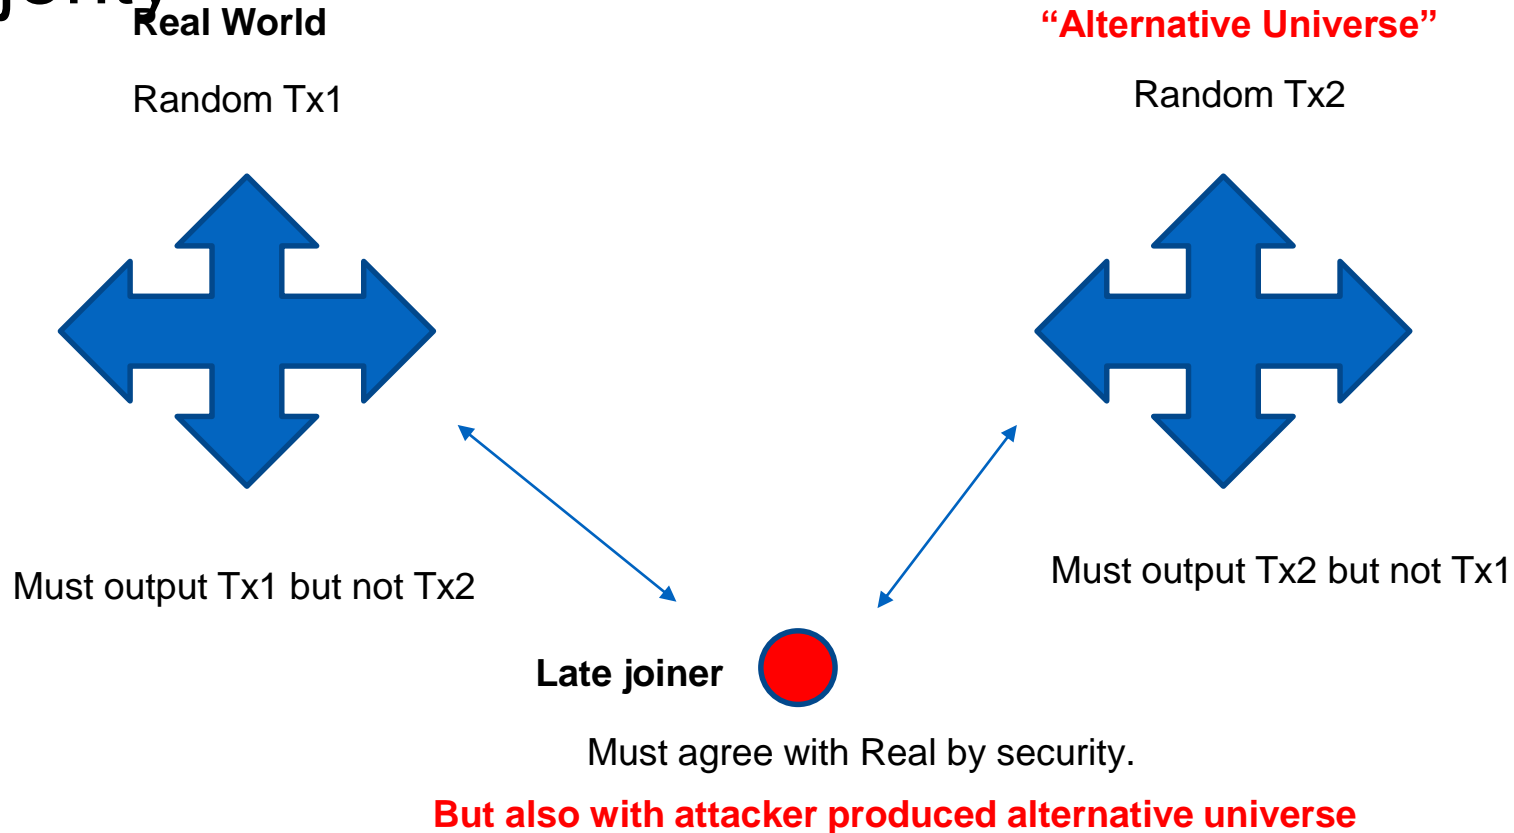 Real World
“Alternative Universe”
Random Tx1
Random Tx2
Must output Tx1 but not Tx2
Must output Tx2 but not Tx1
Late joiner
Must agree with Real by security.
But also with attacker produced alternative universe